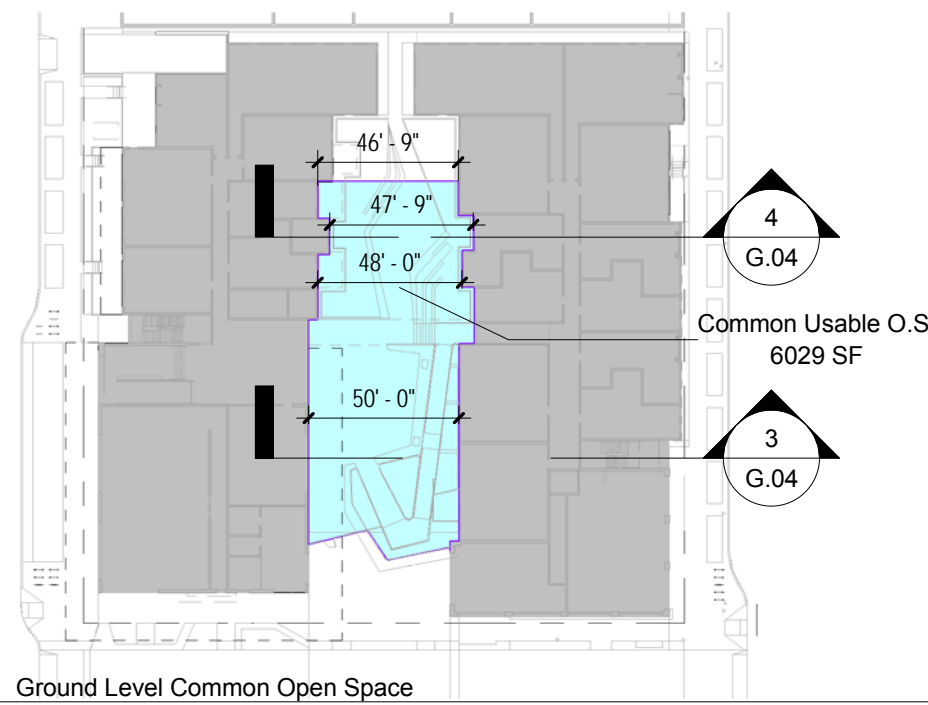 46' - 9"
47' - 9"
4
G.04
48' - 0"
Common Usable O.S
6029 SF
50' - 0"
3
G.04
Ground Level Common Open Space